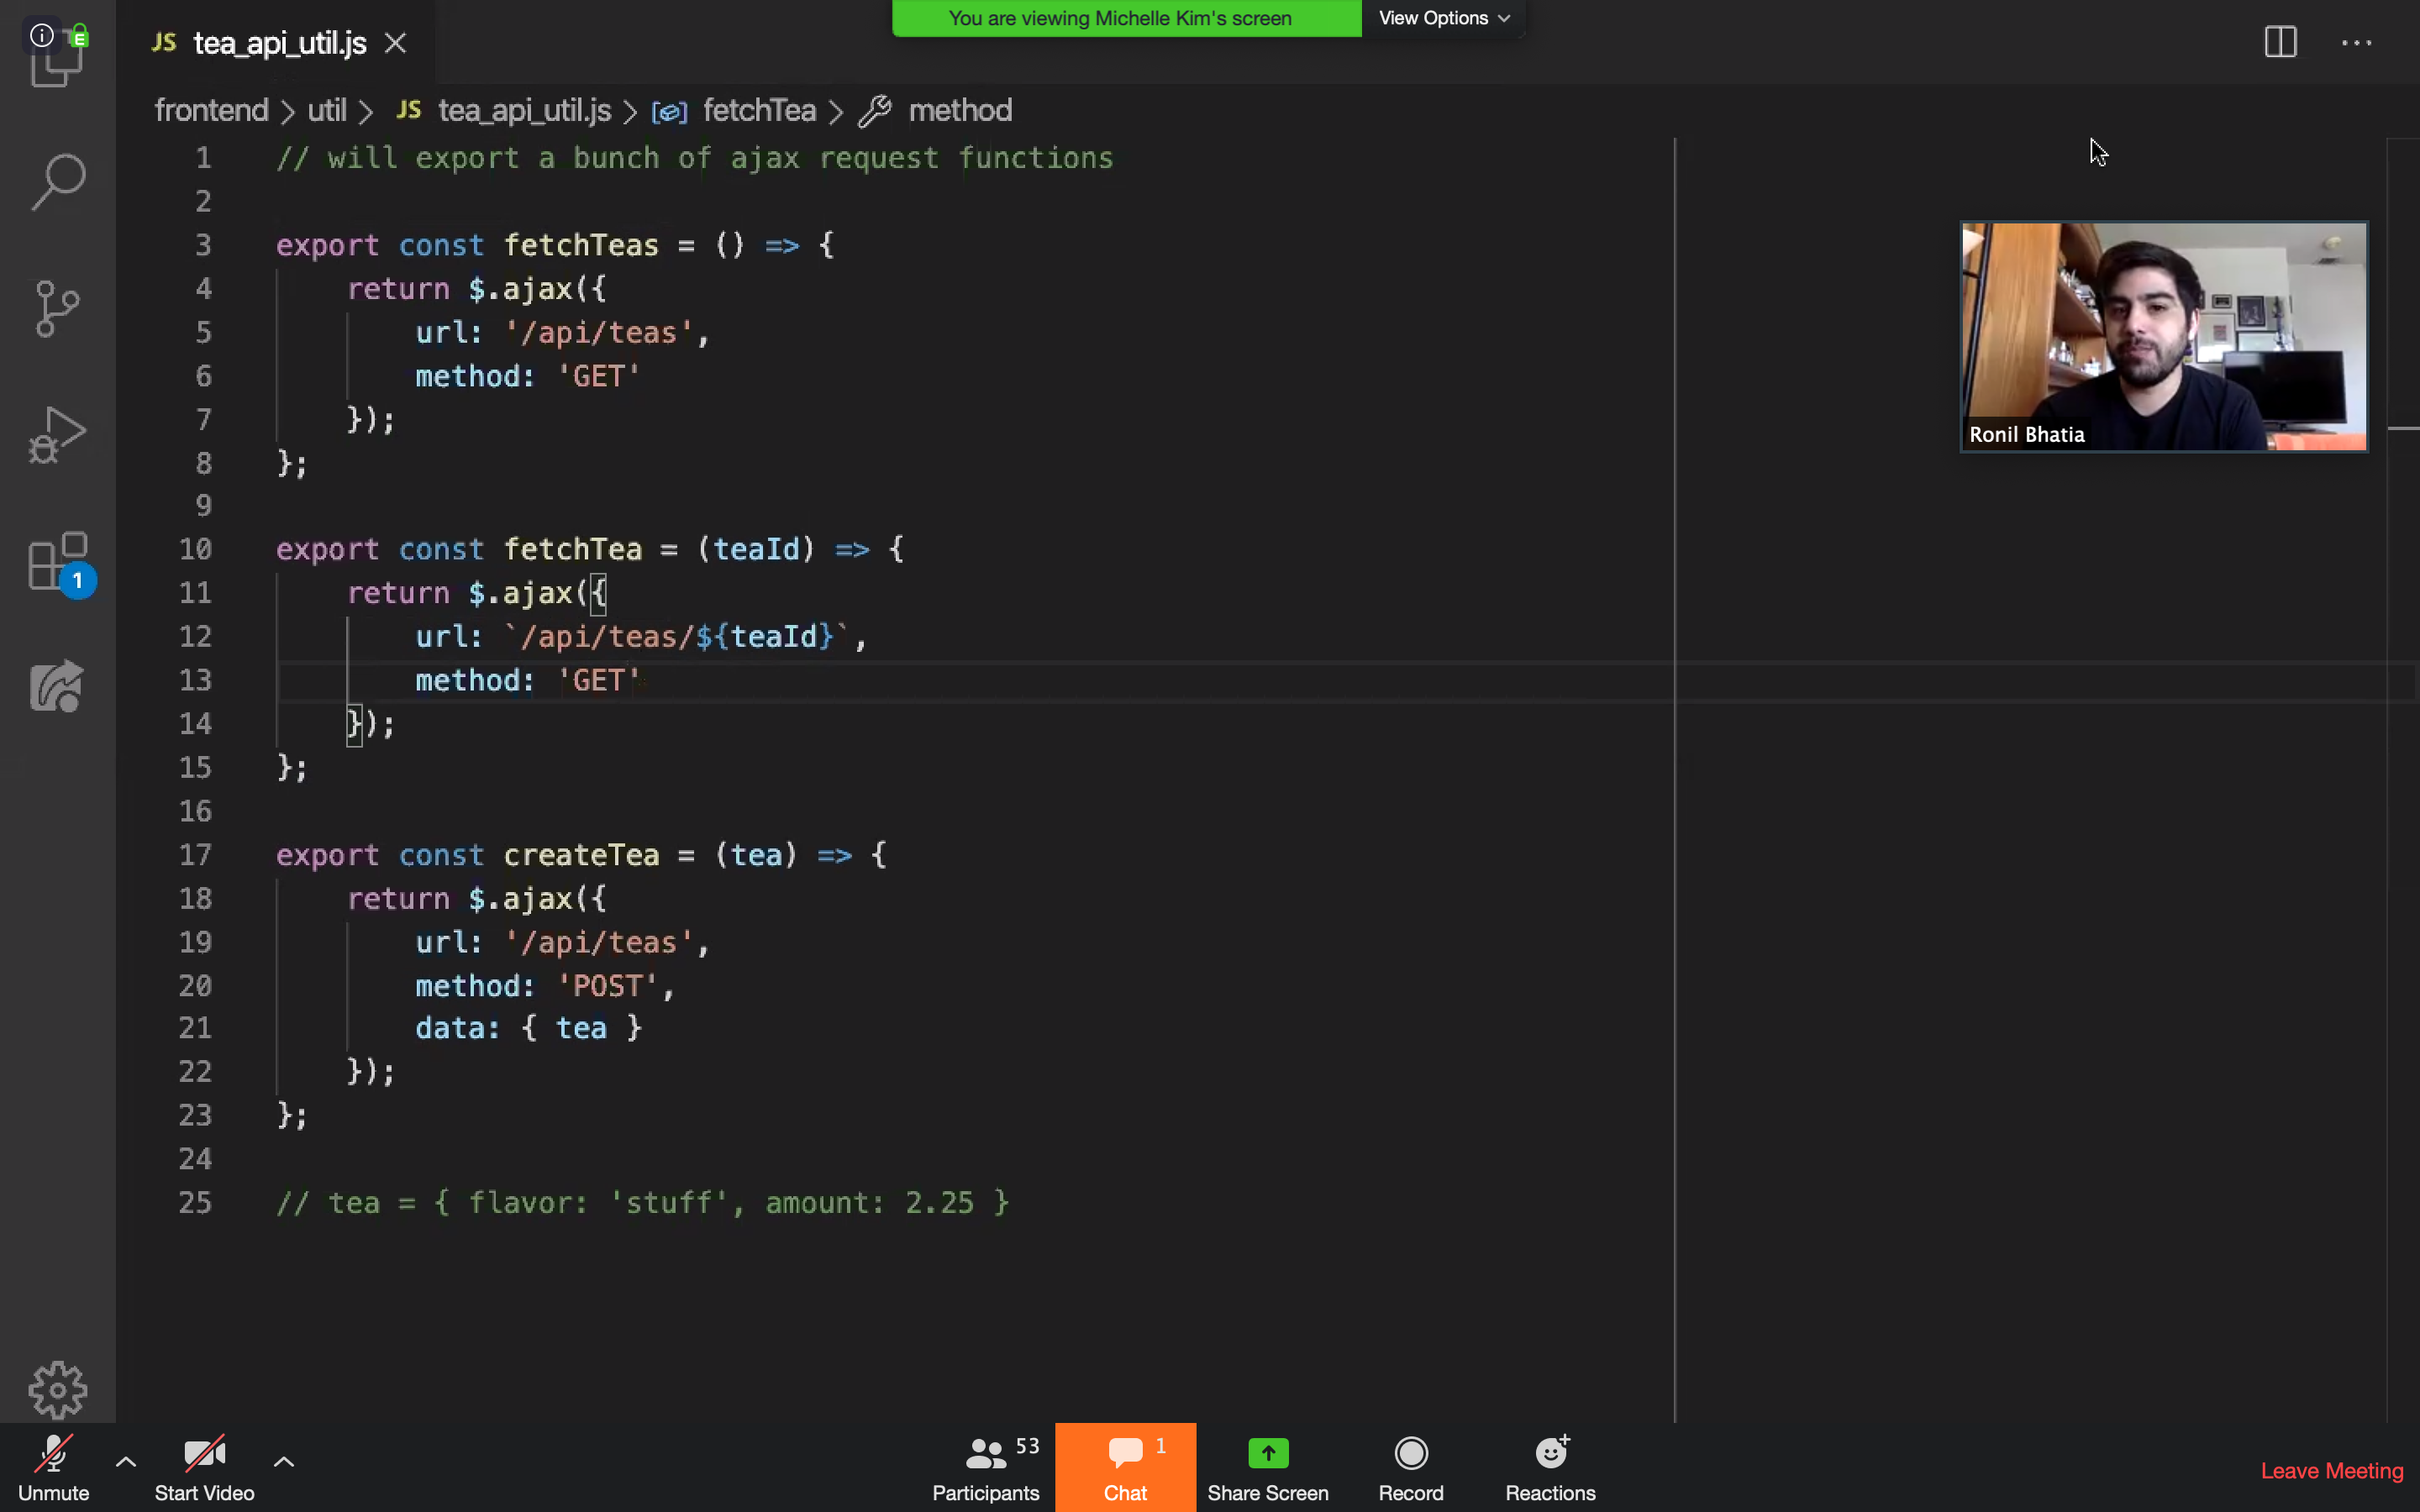 You are viewing Michelle Kim's screen View Options
JS tea_api_util.js
frontend > util > JS tea_api_util.js > fetchTea > method
1 // will export a bunch of ajax request functions
2
3 export const fetchTeas = () => {
4 return $.ajax({
5 url: '/api/teas',
6 method: 'GET'
7 });
8 };
9
10 export const fetchTea = (teaId) => {
11 return $.ajax({
12 url: `/api/teas/${teaId}`,
13 method: 'GET'
14 });
15 };
16
17 export const createTea = (tea) => {
18 return $.ajax({
19 url: '/api/teas',
20 method: 'POST',
21 data: { tea }
22 });
23 };
24
25 // tea = { flavor: 'stuff', amount: 2.25 }
1
Ronil Bhatia
Unmute
Start Video
53
Participants
1
Chat
Share Screen
Record
Reactions
Leave Meeting